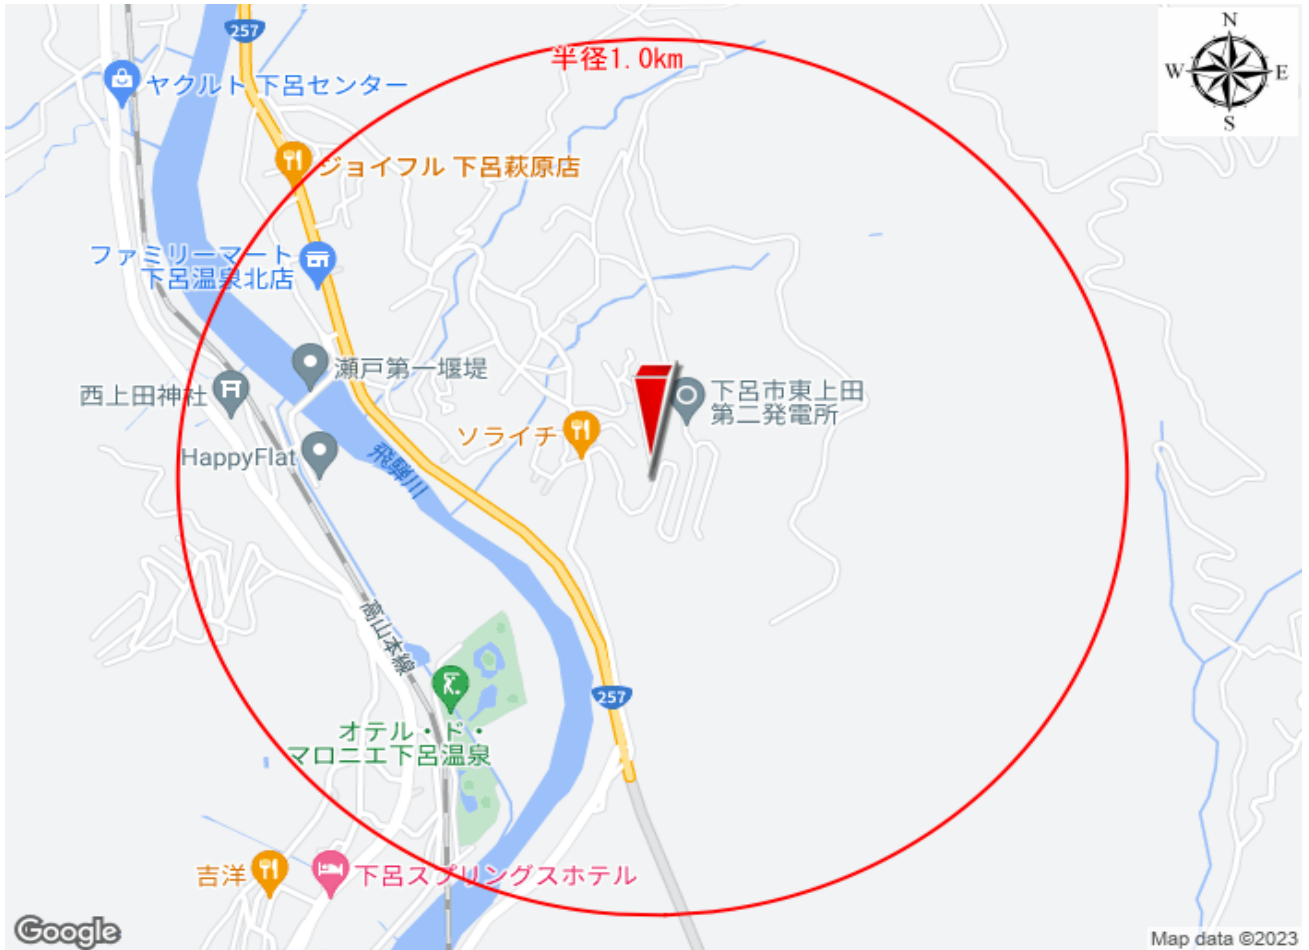 257
N
W E
S
半径1.0km
ヤクルト 下呂センター
ジョイフル 下呂萩原店
ファミリーマート
下呂温泉北店
瀬戸第一堰堤
西上田神社
下呂市東上田
第二発電所
ソライチ
HappyFlat
飛騨川
高山本線
257
オテル・ド・
マロニエ下呂温泉
吉洋
下呂スプリングスホテル
Google
Map data ©2023